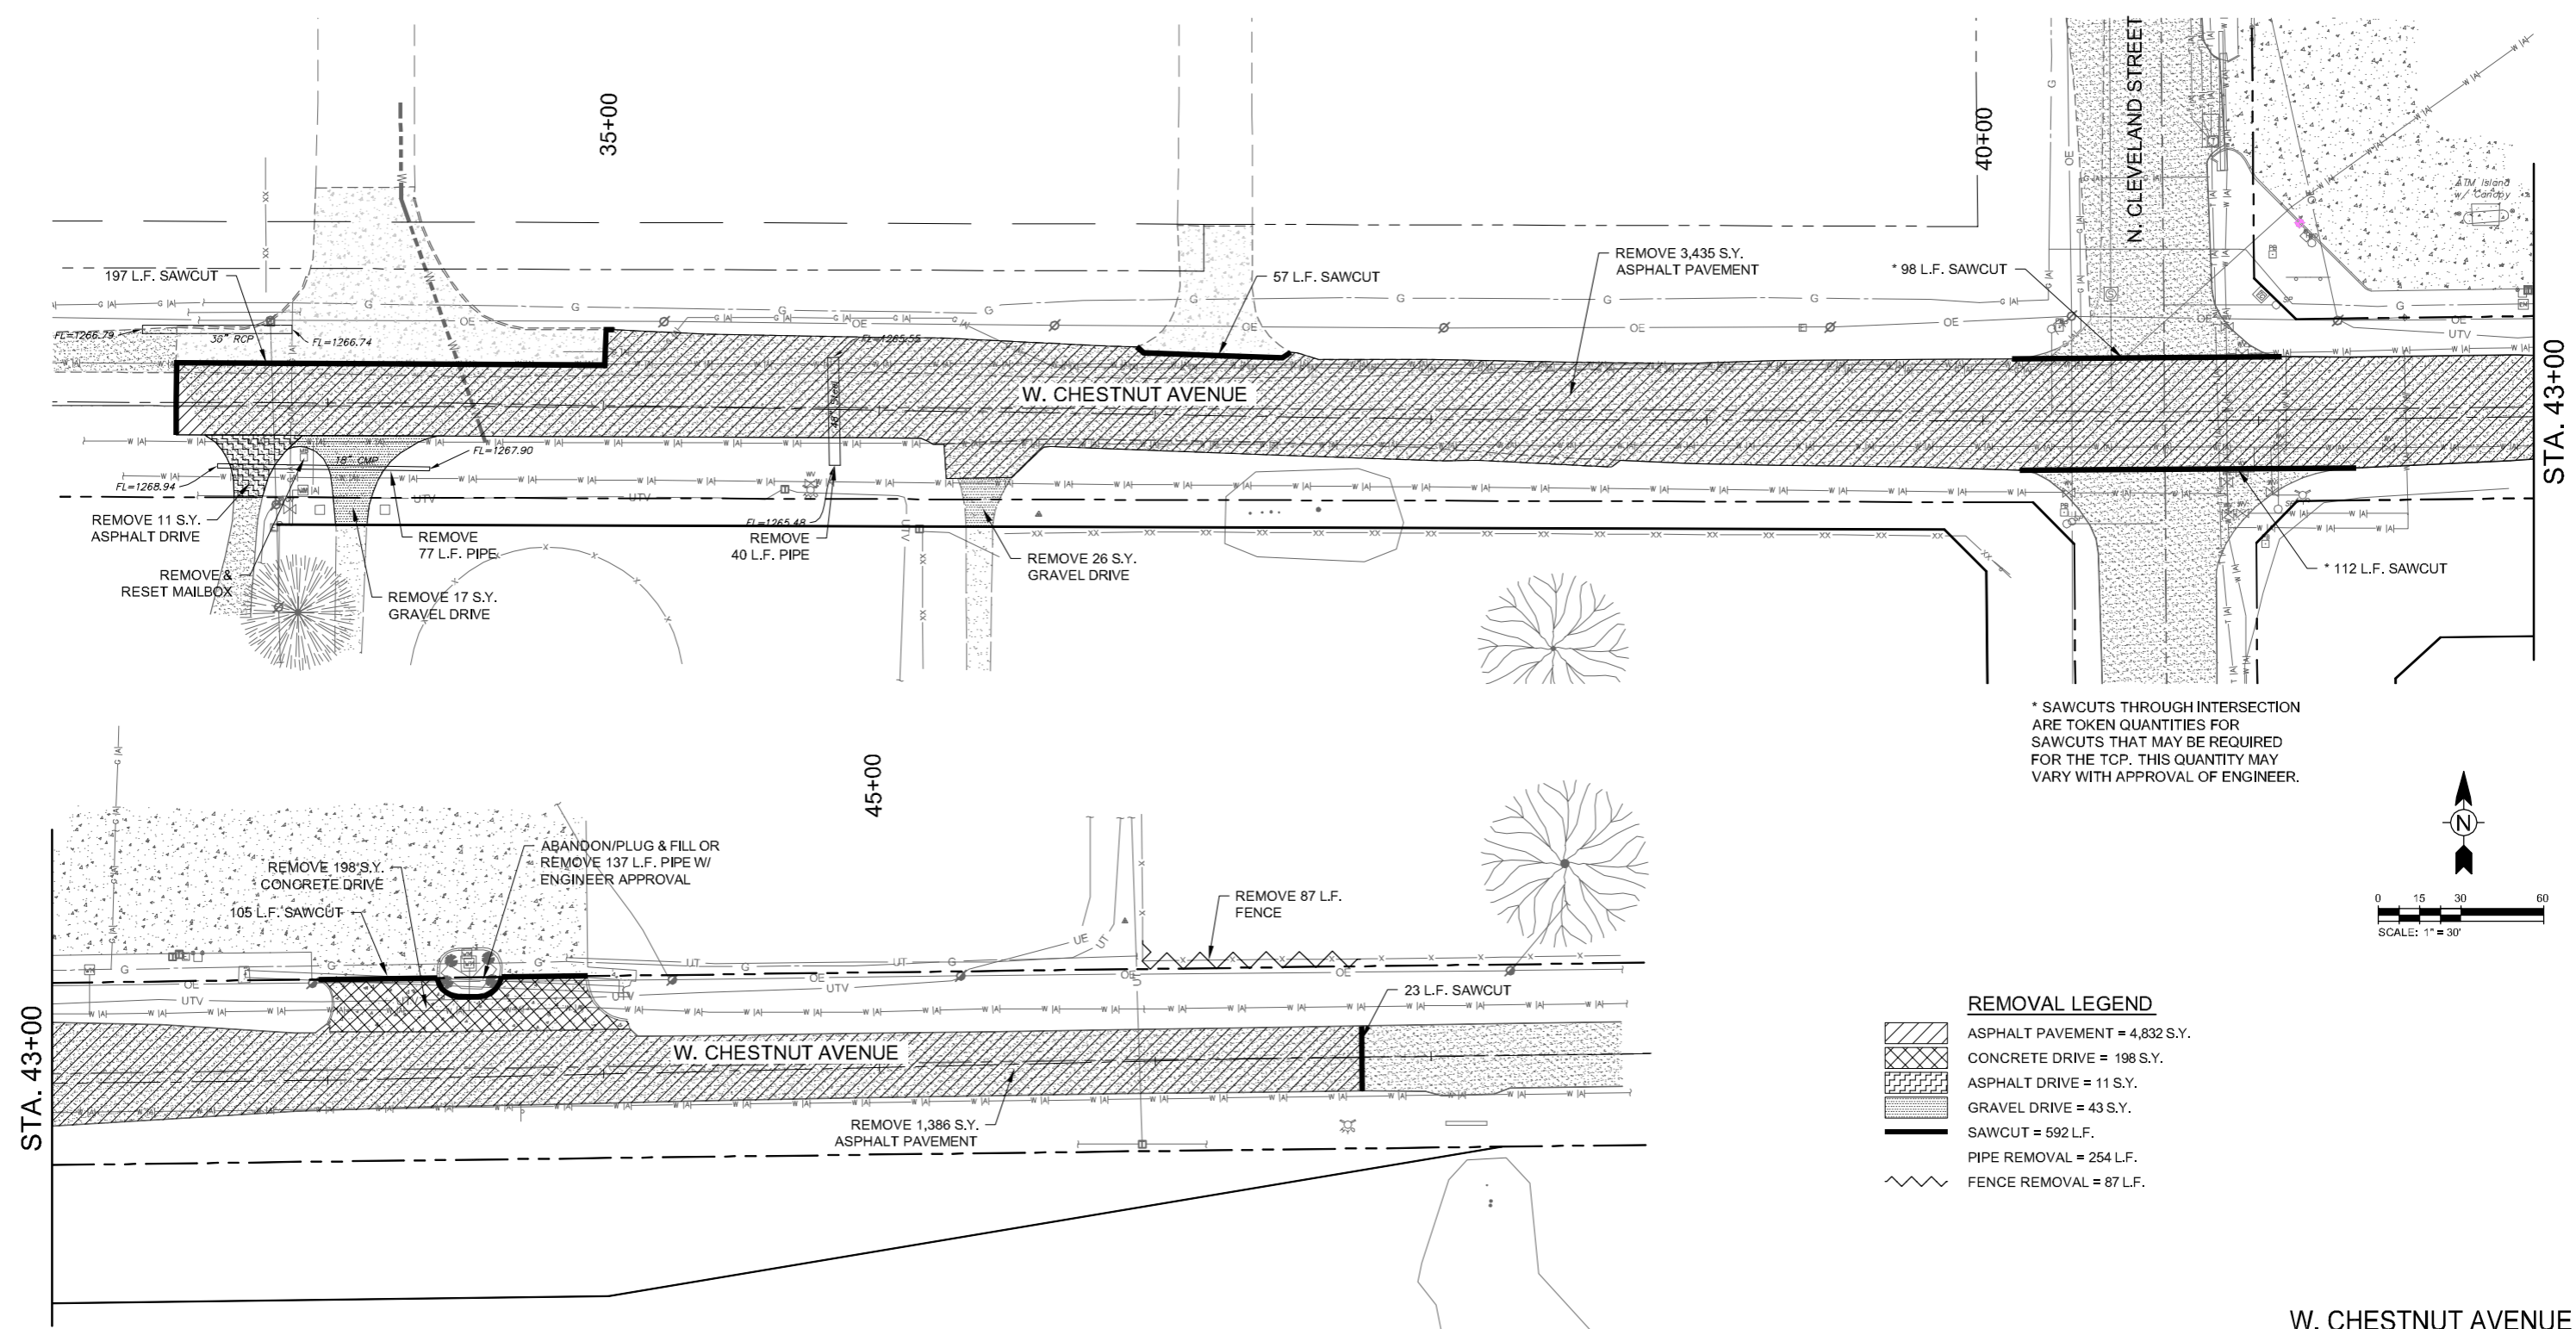 35+00
40+00
N. CLEVELAND STREET
ATM Island
w/ Canopy
197 L.F. SAWCUT
57 L.F. SAWCUT
REMOVE 3,435 S.Y.
ASPHALT PAVEMENT
* 98 L.F. SAWCUT
FL=1266.79
36" RCP
FL=1266.74
FL=1265.55
W. CHESTNUT AVENUE
STA. 43+00
18" CMP
FL=1267.90
FL=1268.94
FL=1265.48
REMOVE 11 S.Y.
ASPHALT DRIVE
REMOVE
77 L.F. PIPE
REMOVE
40 L.F. PIPE
REMOVE 26 S.Y.
GRAVEL DRIVE
* 112 L.F. SAWCUT
REMOVE &
RESET MAILBOX
REMOVE 17 S.Y.
GRAVEL DRIVE
* SAWCUTS THROUGH INTERSECTION
ARE TOKEN QUANTITIES FOR
SAWCUTS THAT MAY BE REQUIRED
FOR THE TCP. THIS QUANTITY MAY
VARY WITH APPROVAL OF ENGINEER.
45+00
N
0 15 30 60
SCALE: 1" = 30'
REMOVE 198 S.Y.
CONCRETE DRIVE
ABANDON/PLUG & FILL OR
REMOVE 137 L.F. PIPE W/
ENGINEER APPROVAL
105 L.F. SAWCUT
REMOVE 87 L.F.
FENCE
23 L.F. SAWCUT
STA. 43+00
W. CHESTNUT AVENUE
REMOVE 1,386 S.Y.
ASPHALT PAVEMENT
REMOVAL LEGEND
ASPHALT PAVEMENT = 4,832 S.Y.
CONCRETE DRIVE = 198 S.Y.
ASPHALT DRIVE = 11 S.Y.
GRAVEL DRIVE = 43 S.Y.
SAWCUT = 592 L.F.
PIPE REMOVAL = 254 L.F.
FENCE REMOVAL = 87 L.F.
W. CHESTNUT AVENUE